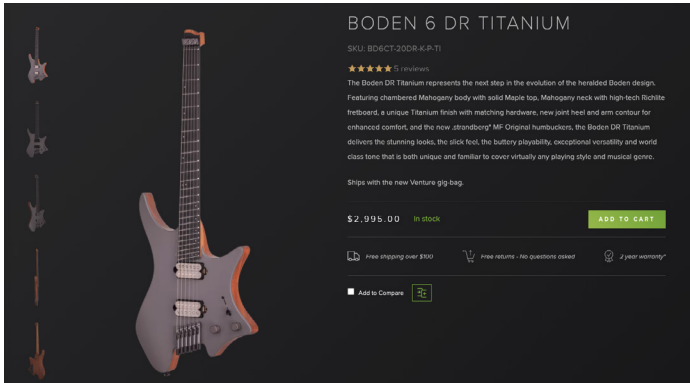 BODEN 6 DR TITANIUM
SKU: BD6CT-20DR-K-P-TI
5 reviews
The Boden DR Titanium represents the next step in the evolution of the heralded Boden design.
Featuring chambered Mahogany body with solid Maple top, Mahogany neck with high-tech Richlite
fretboard, a unique Titanium finish with matching hardware, new joint heel and arm contour for
enhanced comfort, and the new .strandberg* MF Original humbuckers, the Boden DR Titanium
delivers the stunning looks, the slick feel, the buttery playability, exceptional versatility and world
class tone that is both unique and familiar to cover virtually any playing style and musical genre.
Ships with the new Venture gig-bag.
$2,995.00 In stock ADD TO CART
Free shipping over $100 Free returns - No questions asked 2 year warranty*
Add to Compare